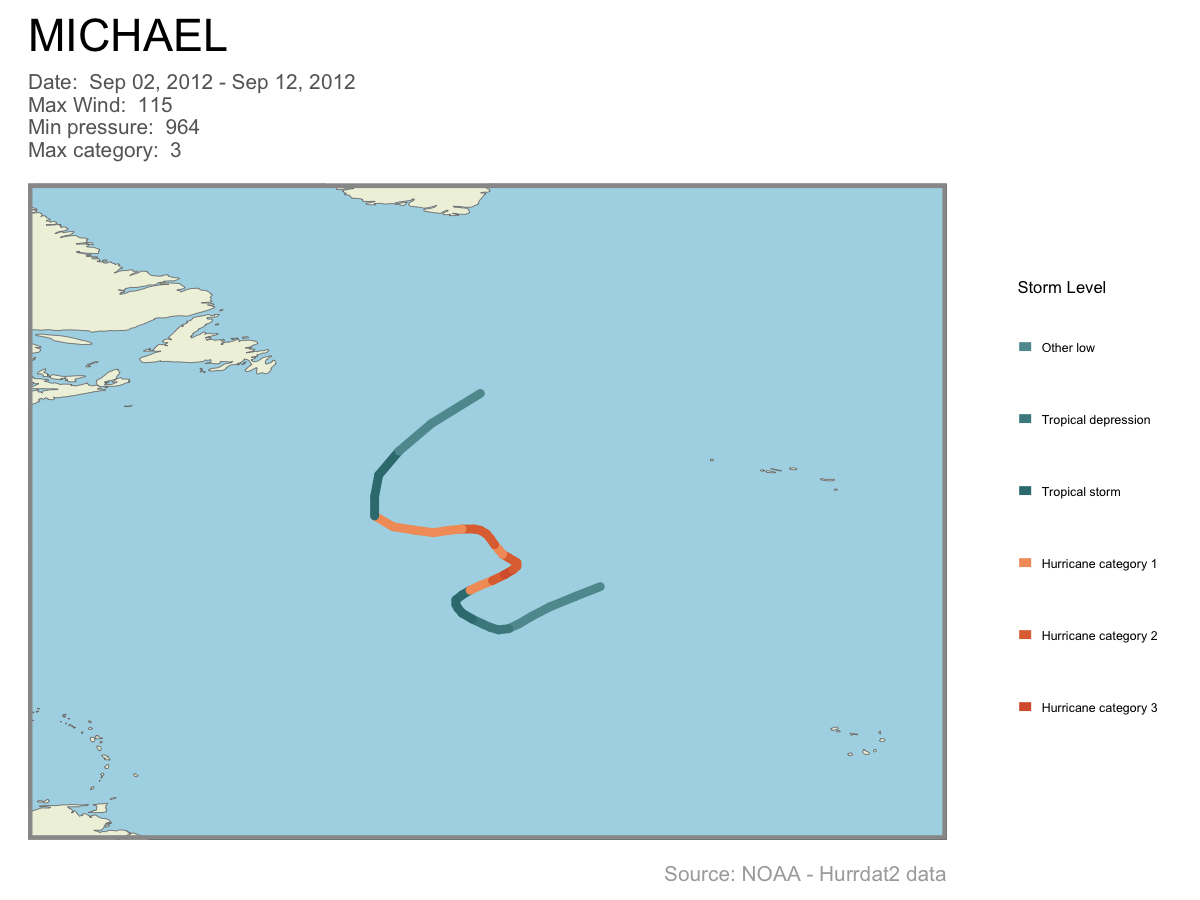 MICHAEL
Date:  Sep 02, 2012 - Sep 12, 2012
Max Wind:  115
Min pressure:  964
Max category:  3
Storm Level
Other low
Tropical depression
Tropical storm
Hurricane category 1
Hurricane category 2
Hurricane category 3
Source: NOAA - Hurrdat2 data